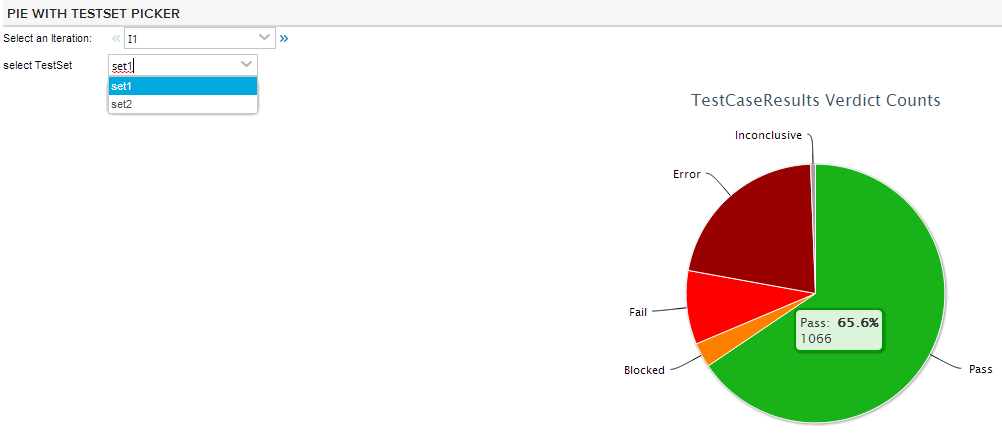 PIE WITH TESTSET PICKER
Select an Iteration: « I1 »
select TestSet set1
set1
set2
TestCaseResults Verdict Counts
Inconclusive
Error
Fail
Pass: 65.6%
1066
Blocked
Pass